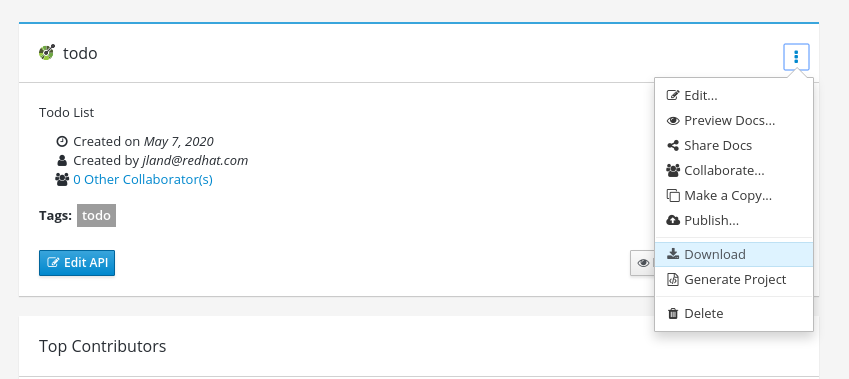 todo
Todo List
Created on May 7, 2020
Created by jland@redhat.com
0 Other Collaborator(s)
Tags: todo
Edit API
Edit...
Preview Docs...
Share Docs
Collaborate...
Make a Copy...
Publish...
Download
Generate Project
Delete
Top Contributors